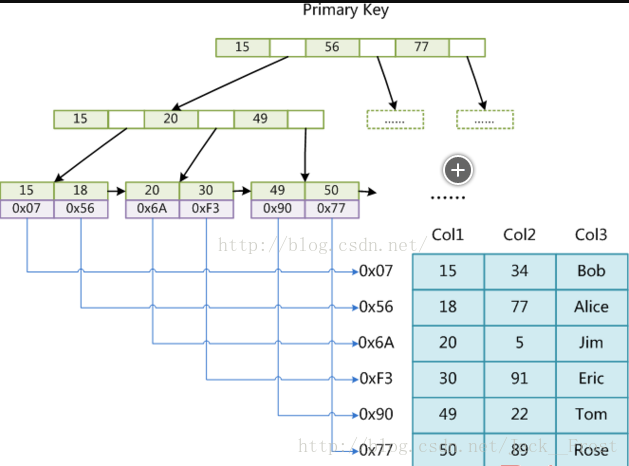 Primary Key
15 56 77
15 20 49
...... ......
15 18 20 30 49 50
0x07 0x56 0x6A 0xF3 0x90 0x77
......
http://blog.csdn.net/
Col1 Col2 Col3
0x07 15 34 Bob
0x56 18 77 Alice
0x6A 20 5 Jim
0xF3 30 91 Eric
0x90 49 22 Tom
0x77 50 89 Rose